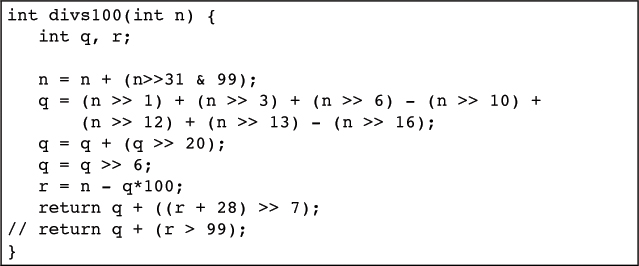 int divs100(int n) {
   int q, r;

   n = n + (n>>31 & 99);
   q = (n >> 1) + (n >> 3) + (n >> 6) - (n >> 10) +
       (n >> 12) + (n >> 13) - (n >> 16);
   q = q + (q >> 20);
   q = q >> 6;
   r = n - q*100;
   return q + ((r + 28) >> 7);
// return q + (r > 99);
}